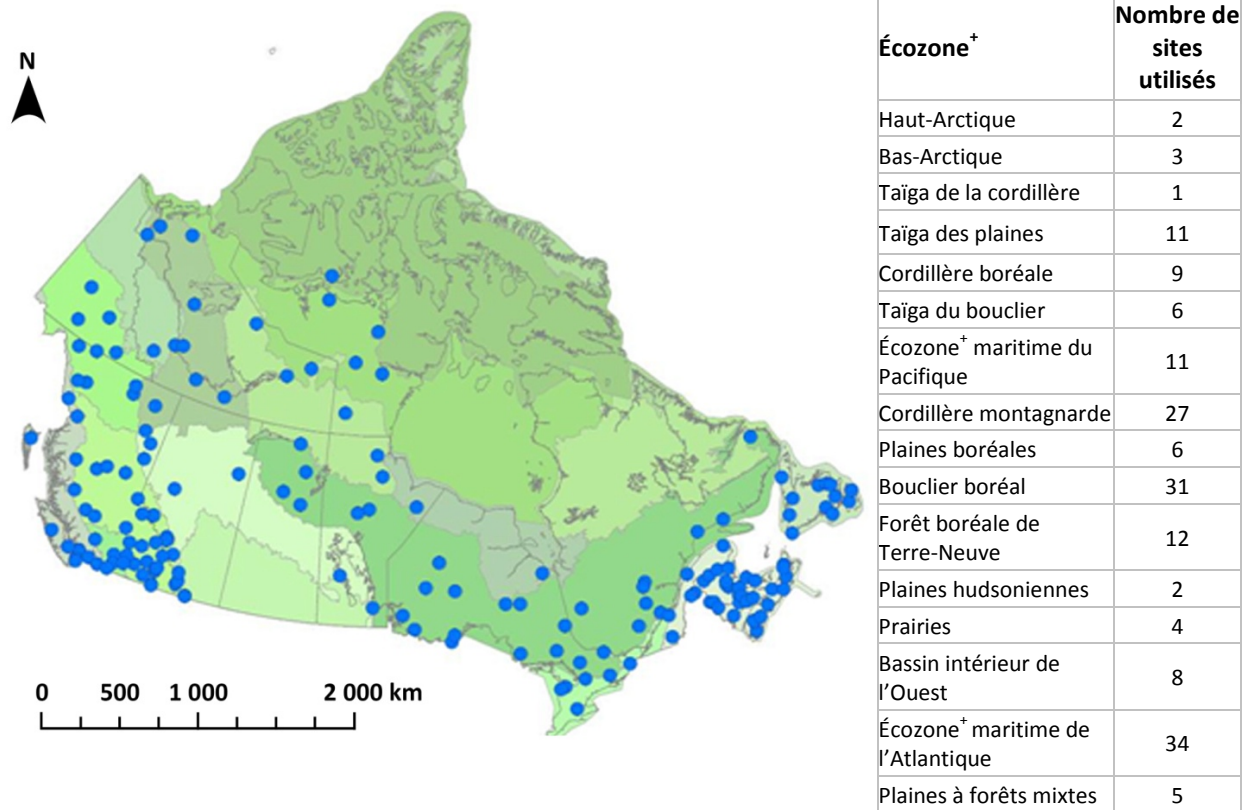 N
0 500 1 000 2 000 km
Écozone⁺
Nombre de
sites
utilisés
Haut-Arctique 2
Bas-Arctique 3
Taïga de la cordillère 1
Taïga des plaines 11
Cordillère boréale 9
Taïga du bouclier 6
Écozone⁺ maritime du
Pacifique 11
Cordillère montagnarde 27
Plaines boréales 6
Bouclier boréal 31
Forêt boréale de
Terre-Neuve 12
Plaines hudsoniennes 2
Prairies 4
Bassin intérieur de
l’Ouest 8
Écozone⁺ maritime de
l’Atlantique 34
Plaines à forêts mixtes 5